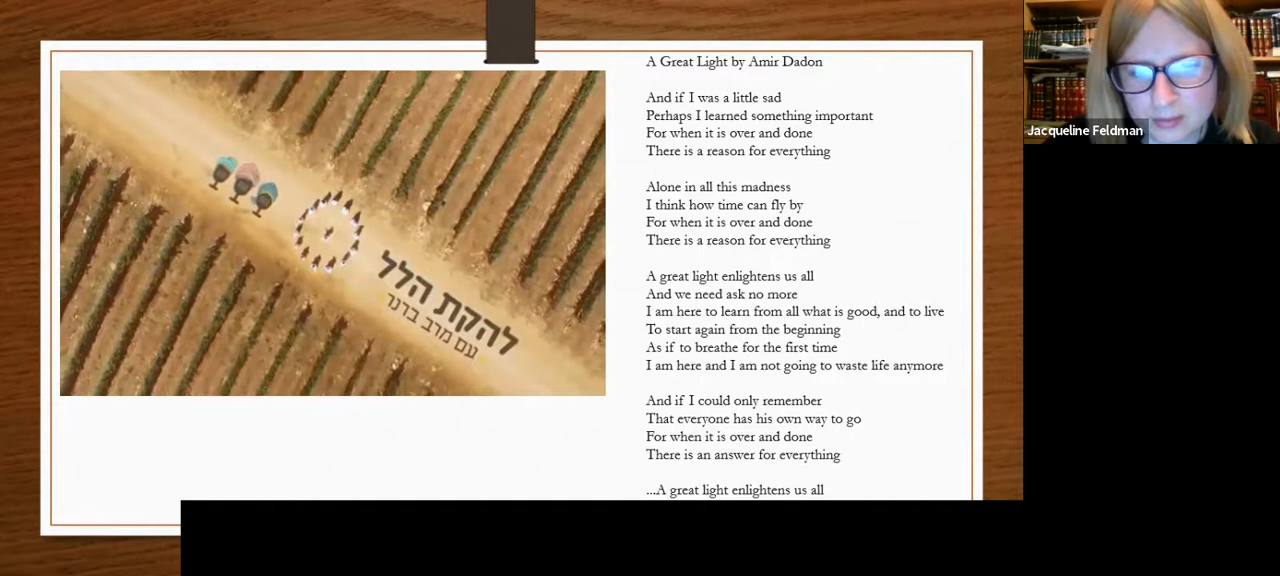 להקת הלל
עם מרב ברנר
A Great Light by Amir Dadon
And if I was a little sad
Perhaps I learned something important
For when it is over and done
There is a reason for everything
Alone in all this madness
I think how time can fly by
For when it is over and done
There is a reason for everything
A great light enlightens us all
And we need ask no more
I am here to learn from all what is good, and to live
To start again from the beginning
As if to breathe for the first time
I am here and I am not going to waste life anymore
And if I could only remember
That everyone has his own way to go
For when it is over and done
There is an answer for everything
...A great light enlightens us all
Jacqueline Feldman